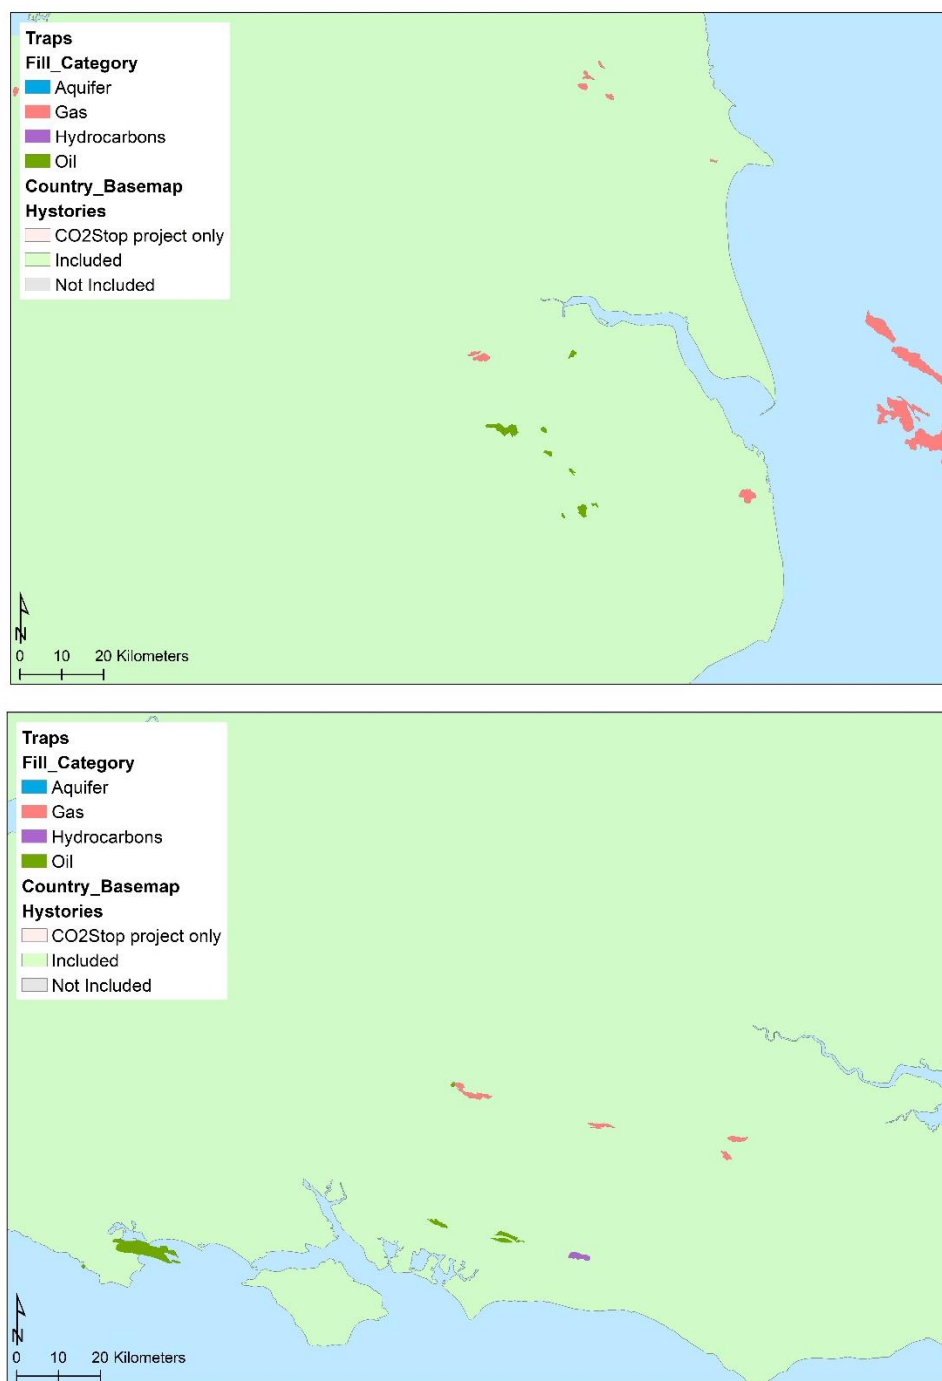 Traps
Fill_Category
Aquifer
Gas
Hydrocarbons
Oil
Country_Basemap
Hystories
CO2Stop project only
Included
Not Included
N
0 10 20 Kilometers
Traps
Fill_Category
Aquifer
Gas
Hydrocarbons
Oil
Country_Basemap
Hystories
CO2Stop project only
Included
Not Included
N
0 10 20 Kilometers